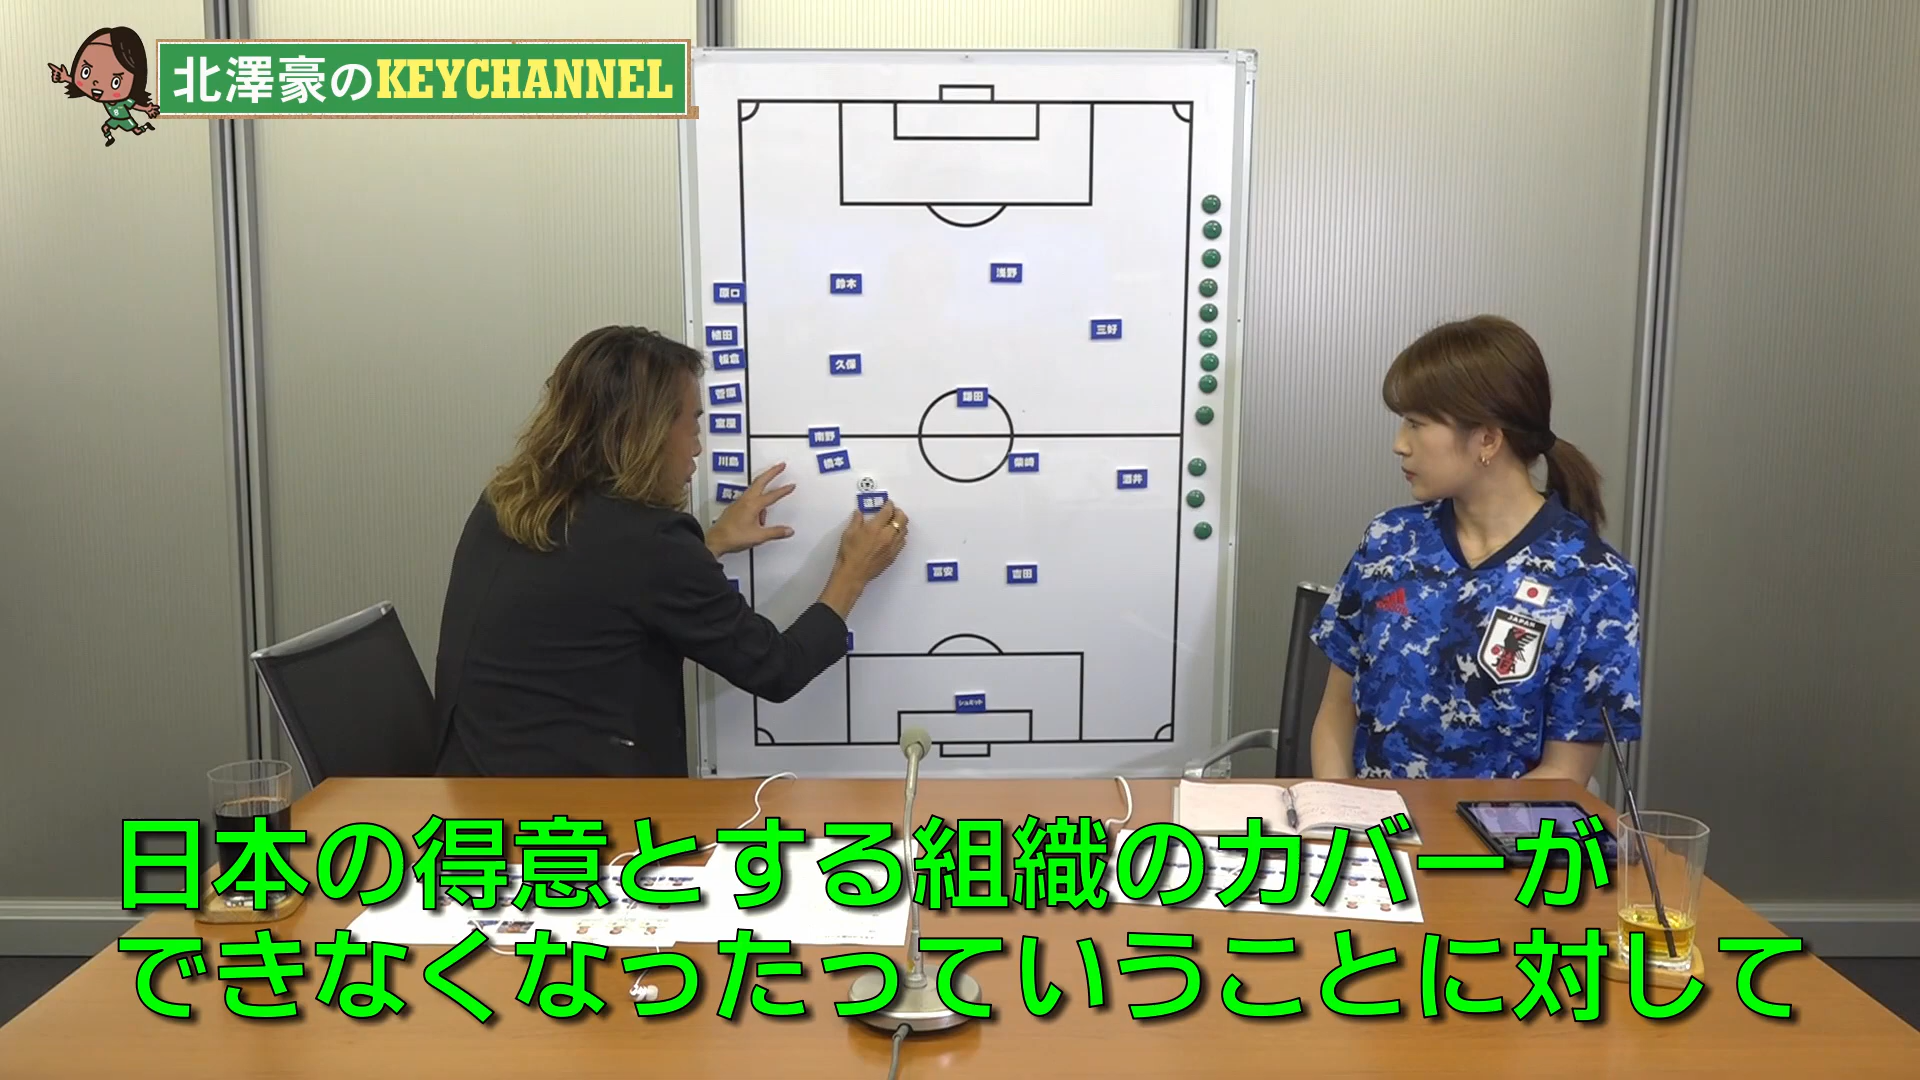 北澤豪のKEYCHANNEL
浅野
鈴木
原口
三好
植田
板倉
久保
菅原
鎌田
室屋
南野
川島
橋本
柴崎
酒井
遠藤
冨安
吉田
シュミット
JAPAN
JFA
日本の得意とする組織のカバーが
できなくなったっていうことに対して